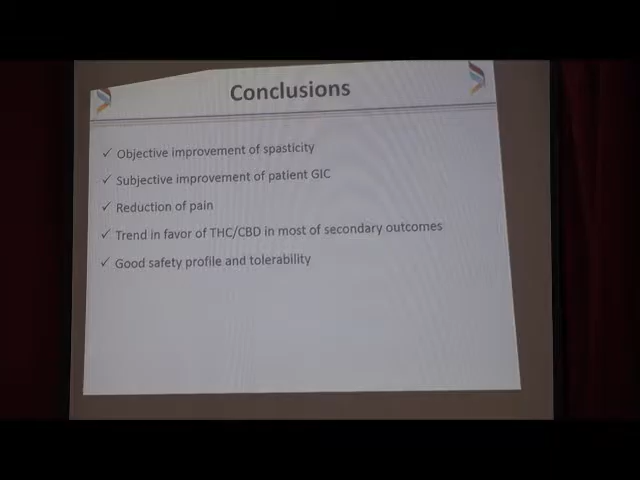 Conclusions
✓ Objective improvement of spasticity
✓ Subjective improvement of patient GIC
✓ Reduction of pain
✓ Trend in favor of THC/CBD in most of secondary outcomes
✓ Good safety profile and tolerability